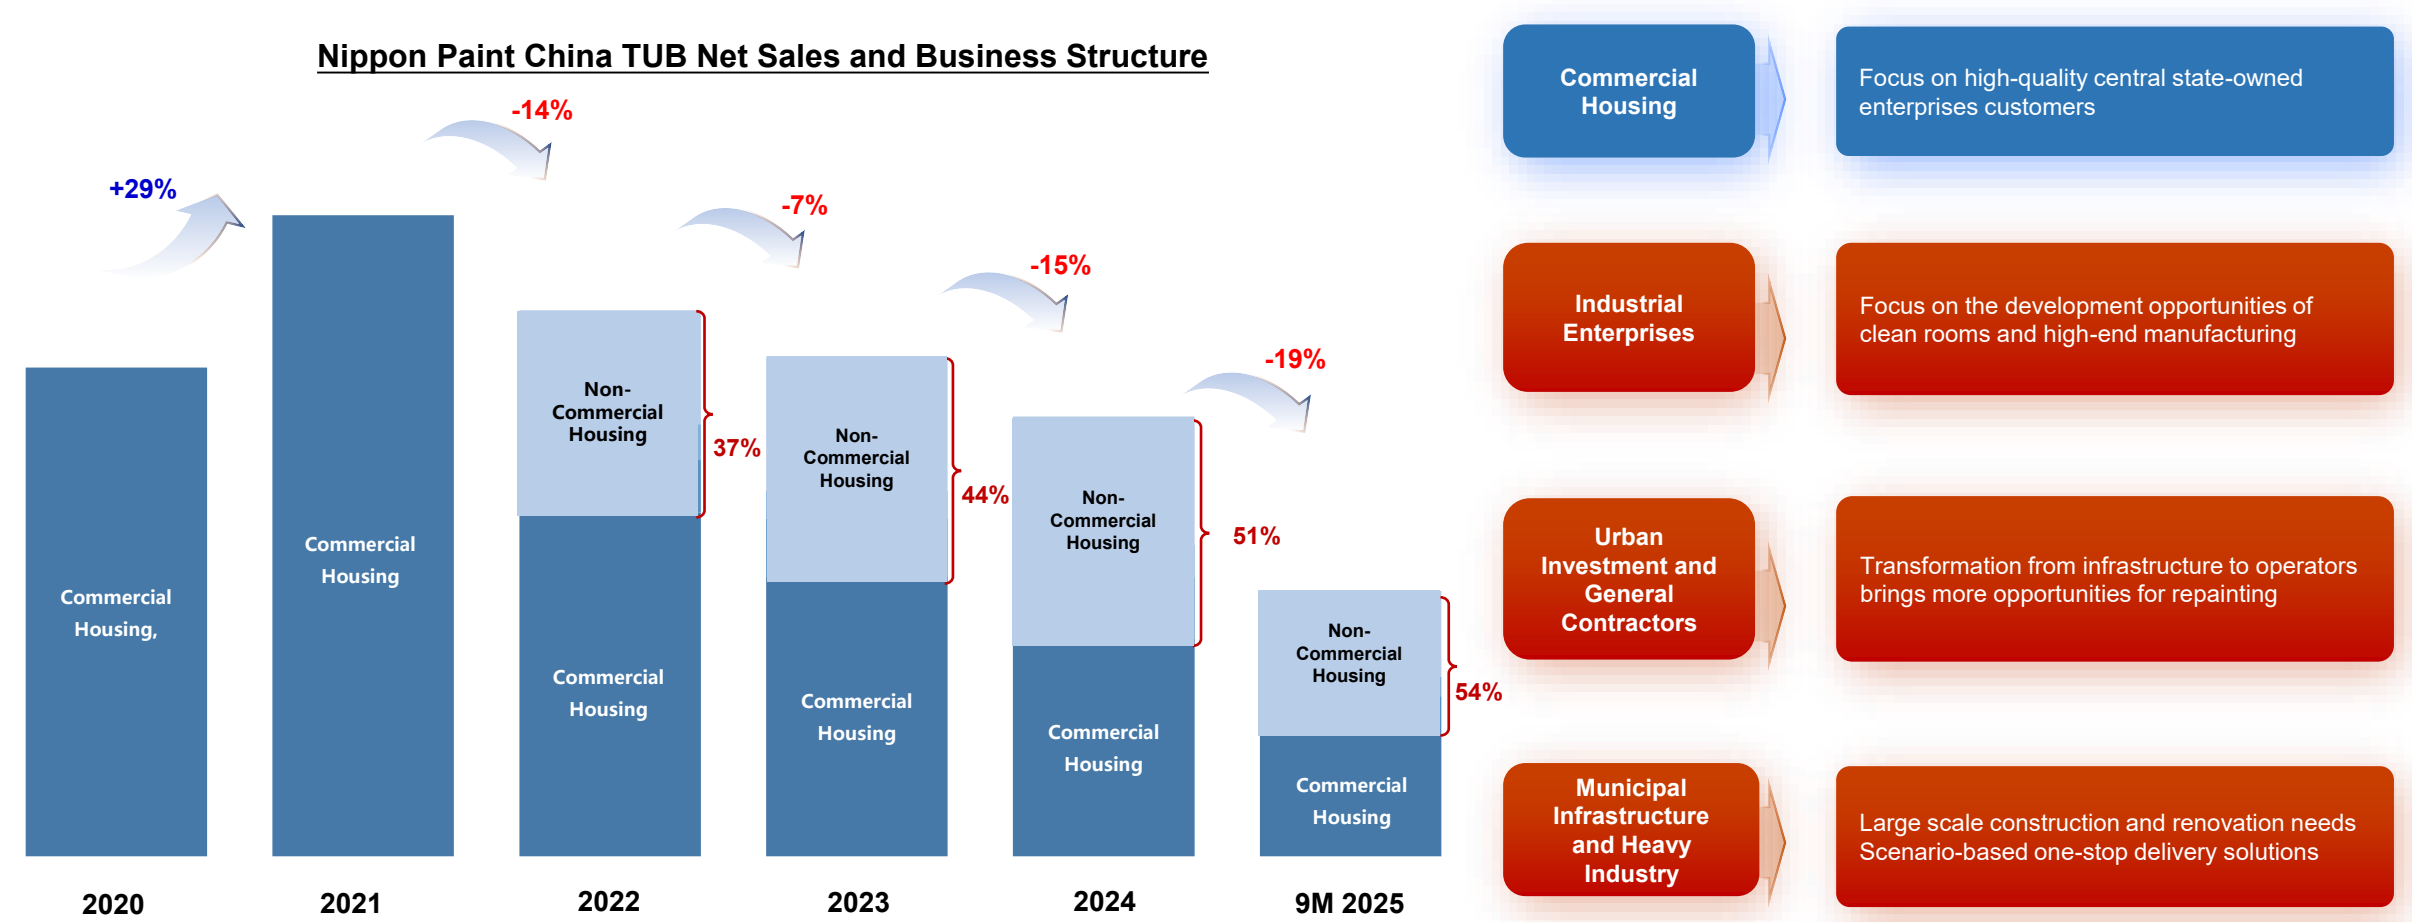 Nippon Paint China TUB Net Sales and Business Structure
+29%
-14%
-7%
-15%
-19%
Commercial
Housing,
Commercial
Housing
Non-
Commercial
Housing
37%
Commercial
Housing
Non-
Commercial
Housing
44%
Commercial
Housing
Non-
Commercial
Housing
51%
Commercial
Housing
Non-
Commercial
Housing
54%
Commercial
Housing
2020
2021
2022
2023
2024
9M 2025
Commercial
Housing
Focus on high-quality central state-owned
enterprises customers
Industrial
Enterprises
Focus on the development opportunities of
clean rooms and high-end manufacturing
Urban
Investment and
General
Contractors
Transformation from infrastructure to operators
brings more opportunities for repainting
Municipal
Infrastructure
and Heavy
Industry
Large scale construction and renovation needs
Scenario-based one-stop delivery solutions